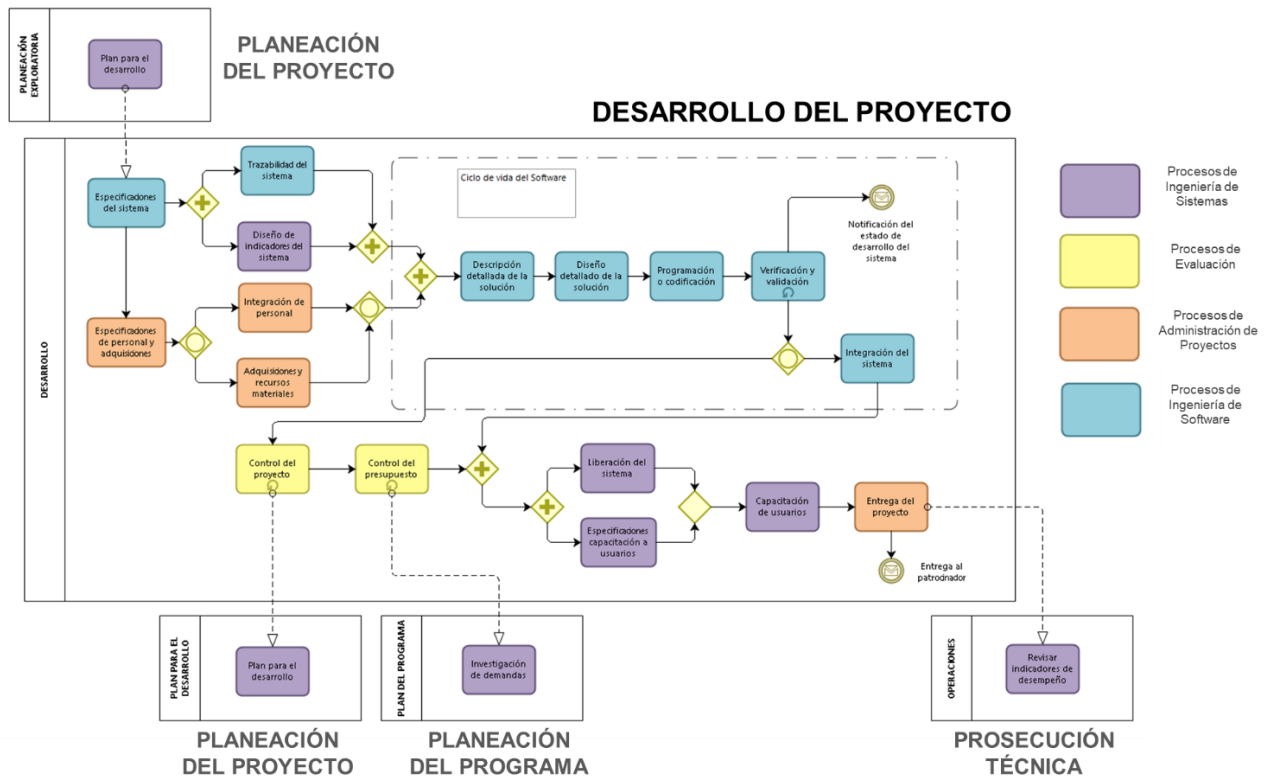 PLANEACIÓN
EXPLORATORIA
Plan para el
desarrollo
PLANEACIÓN
DEL PROYECTO
DESARROLLO DEL PROYECTO
DESARROLLO
Especificadores
del sistema
Trazabilidad del
sistema
Diseño de
indicadores del
sistema
Especificadores
de personal y
adquisiciones
Integración de
personal
Adquisiciones y
recursos
materiales
Ciclo de vida del Software
Descripción
detallada de la
solución
Diseño
detallado de la
solución
Programación
o codificación
Verificación y
validación
Notificación del
estado de
desarrollo del
sistema
Integración del
sistema
Control del
proyecto
Control del
presupuesto
Liberación del
sistema
Especificadores
capacitación a
usuarios
Capacitación
de usuarios
Entrega del
proyecto
Entrega al
patrocinador
Procesos de
Ingeniería de
Sistemas
Procesos de
Evaluación
Procesos de
Administración de
Proyectos
Procesos de
Ingeniería de
Software
PLAN PARA EL
DESARROLLO
Plan para el
desarrollo
PLANEACIÓN
DEL PROYECTO
PLAN DEL PROGRAMA
Investigación
de demandas
PLANEACIÓN
DEL PROGRAMA
OPERACIONES
Revisar
indicadores de
desempeño
PROSECUCIÓN
TÉCNICA